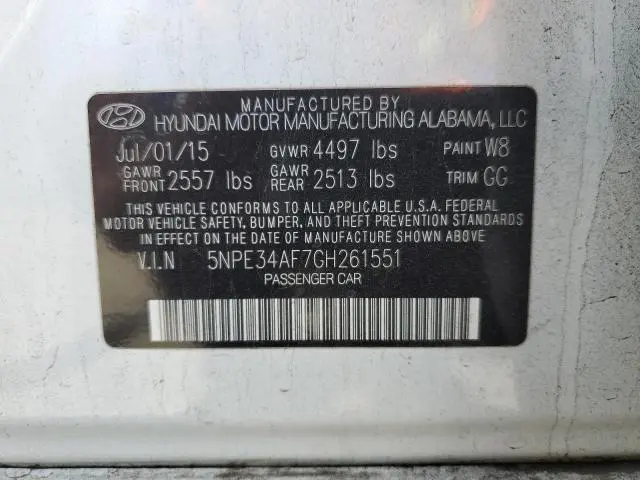 MANUFACTURED BY
HYUNDAI MOTOR MANUFACTURING ALABAMA, LLC
Jul/01/15 GVWR 4497 lbs PAINT W8
GAWR FRONT 2557 lbs GAWR REAR 2513 lbs TRIM GG
THIS VEHICLE CONFORMS TO ALL APPLICABLE U.S.A. FEDERAL
MOTOR VEHICLE SAFETY, BUMPER, AND THEFT PREVENTION STANDARDS
IN EFFECT ON THE DATE OF MANUFACTURE SHOWN ABOVE.
V.I.N 5NPE34AF7GH261551
PASSENGER CAR